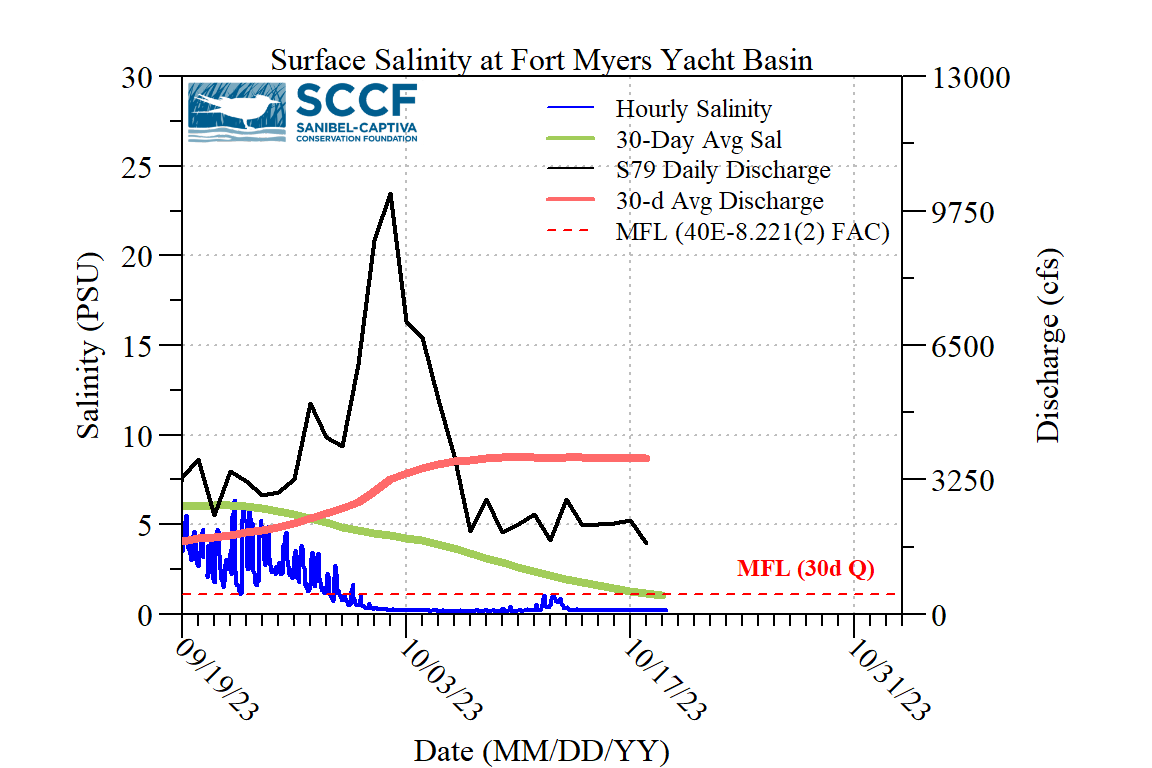 Surface Salinity at Fort Myers Yacht Basin
SCCF
SANIBEL-CAPTIVA
CONSERVATION FOUNDATION
Hourly Salinity
30-Day Avg Sal
S79 Daily Discharge
30-d Avg Discharge
MFL (40E-8.221(2) FAC)
30
25
20
15
10
5
0
Salinity (PSU)
13000
9750
6500
3250
0
Discharge (cfs)
MFL (30d Q)
09/19/23
10/03/23
10/17/23
10/31/23
Date (MM/DD/YY)